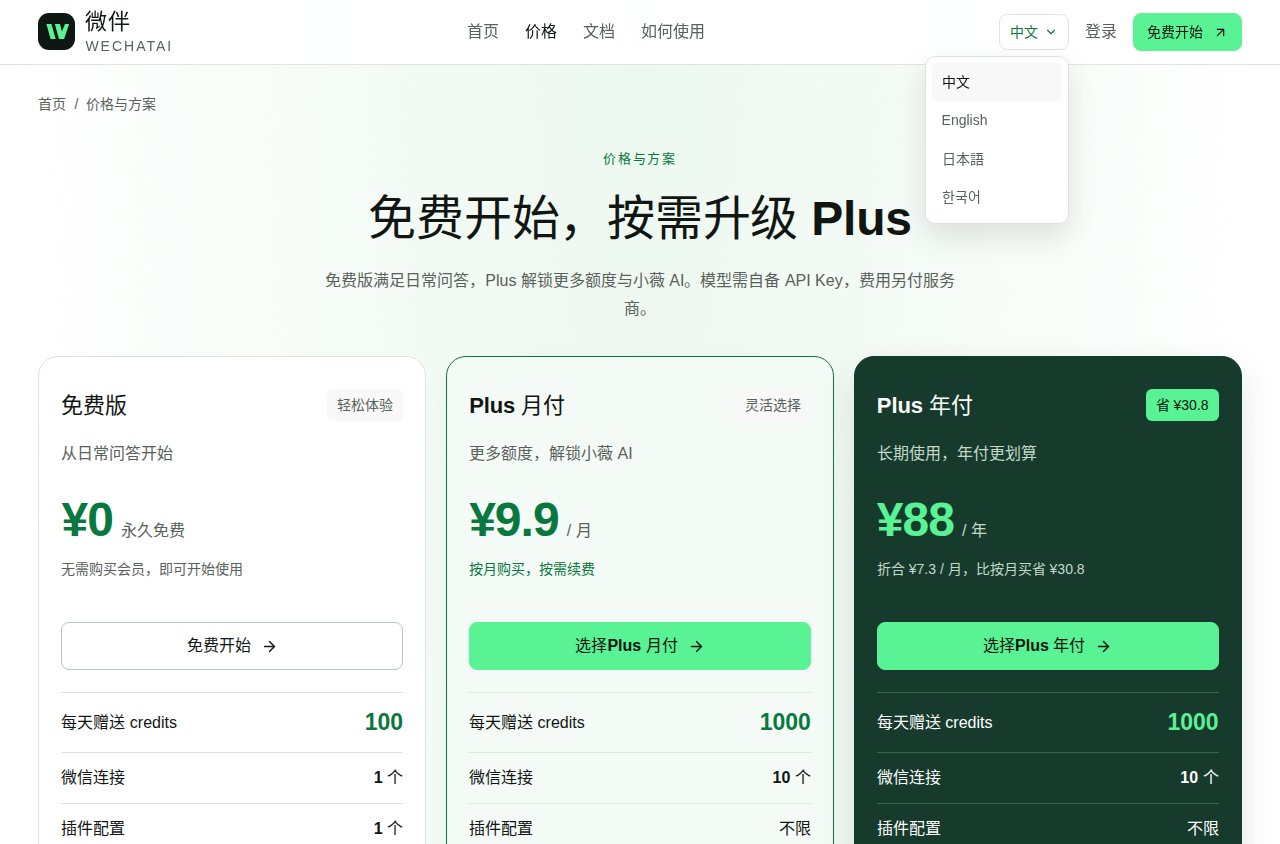 微伴
WECHATAI
首页 价格 文档 如何使用
中文 登录 免费开始
中文
English
日本語
한국어
首页 / 价格与方案
价格与方案
免费开始，按需升级 Plus
免费版满足日常问答，Plus 解锁更多额度与小薇 AI。模型需自备 API Key，费用另付服务
商。
免费版 轻松体验
从日常问答开始
¥0 永久免费
无需购买会员，即可开始使用
免费开始
每天赠送 credits 100
微信连接 1 个
插件配置 1 个
Plus 月付 灵活选择
更多额度，解锁小薇 AI
¥9.9 / 月
按月购买，按需续费
选择Plus 月付
每天赠送 credits 1000
微信连接 10 个
插件配置 不限
Plus 年付 省 ¥30.8
长期使用，年付更划算
¥88 / 年
折合 ¥7.3 / 月，比按月买省 ¥30.8
选择Plus 年付
每天赠送 credits 1000
微信连接 10 个
插件配置 不限